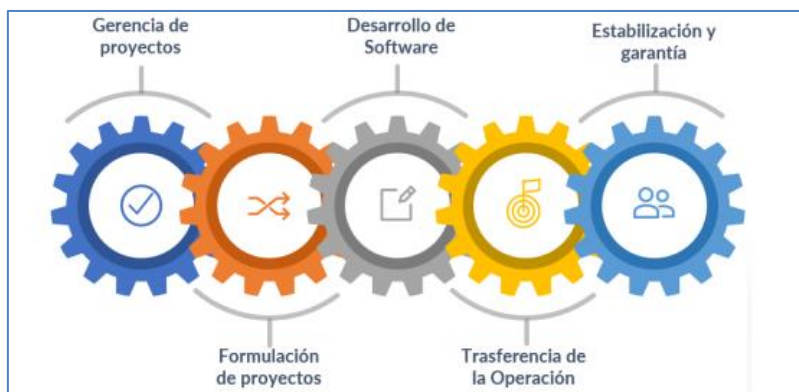 Gerencia de
proyectos
Desarrollo de
Software
Estabilización y
garantía
Formulación
de proyectos
Trasferencia de
la Operación